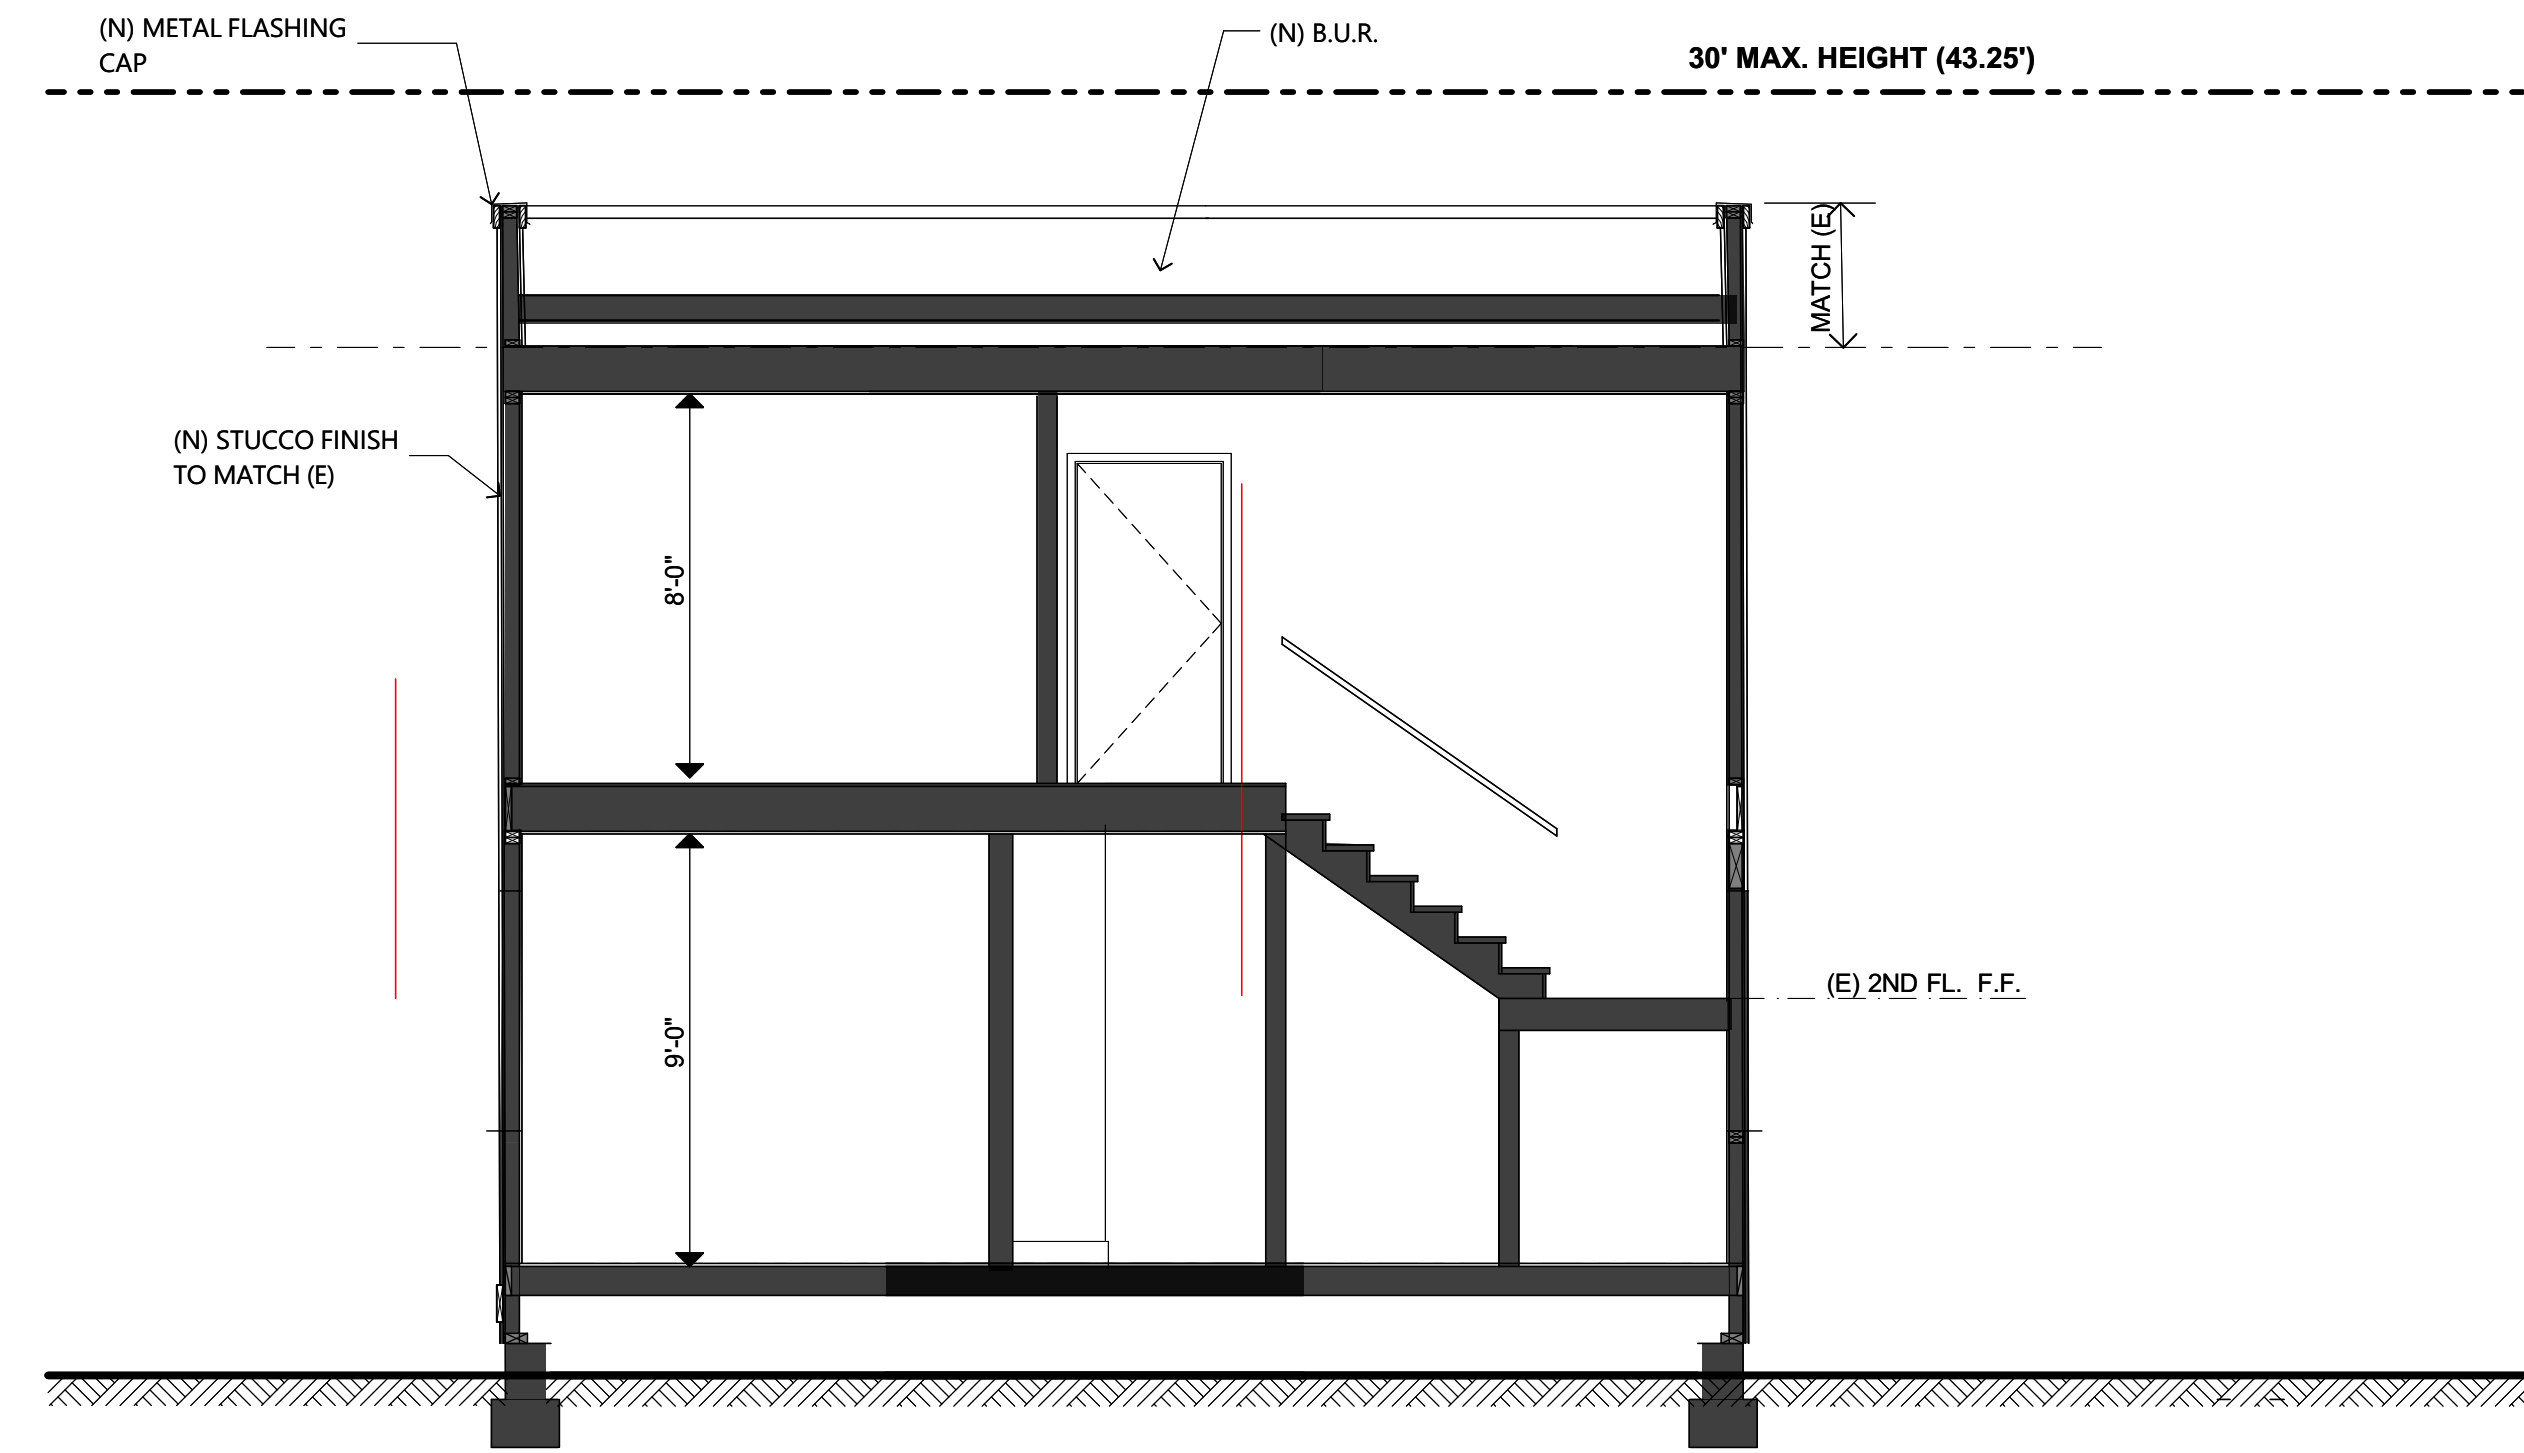 (N) METAL FLASHING
CAP
(N) B.U.R.
30' MAX. HEIGHT (43.25')
MATCH (E)
(N) STUCCO FINISH
TO MATCH (E)
8'-0"
(E) 2ND FL. F.F.
9'-0"